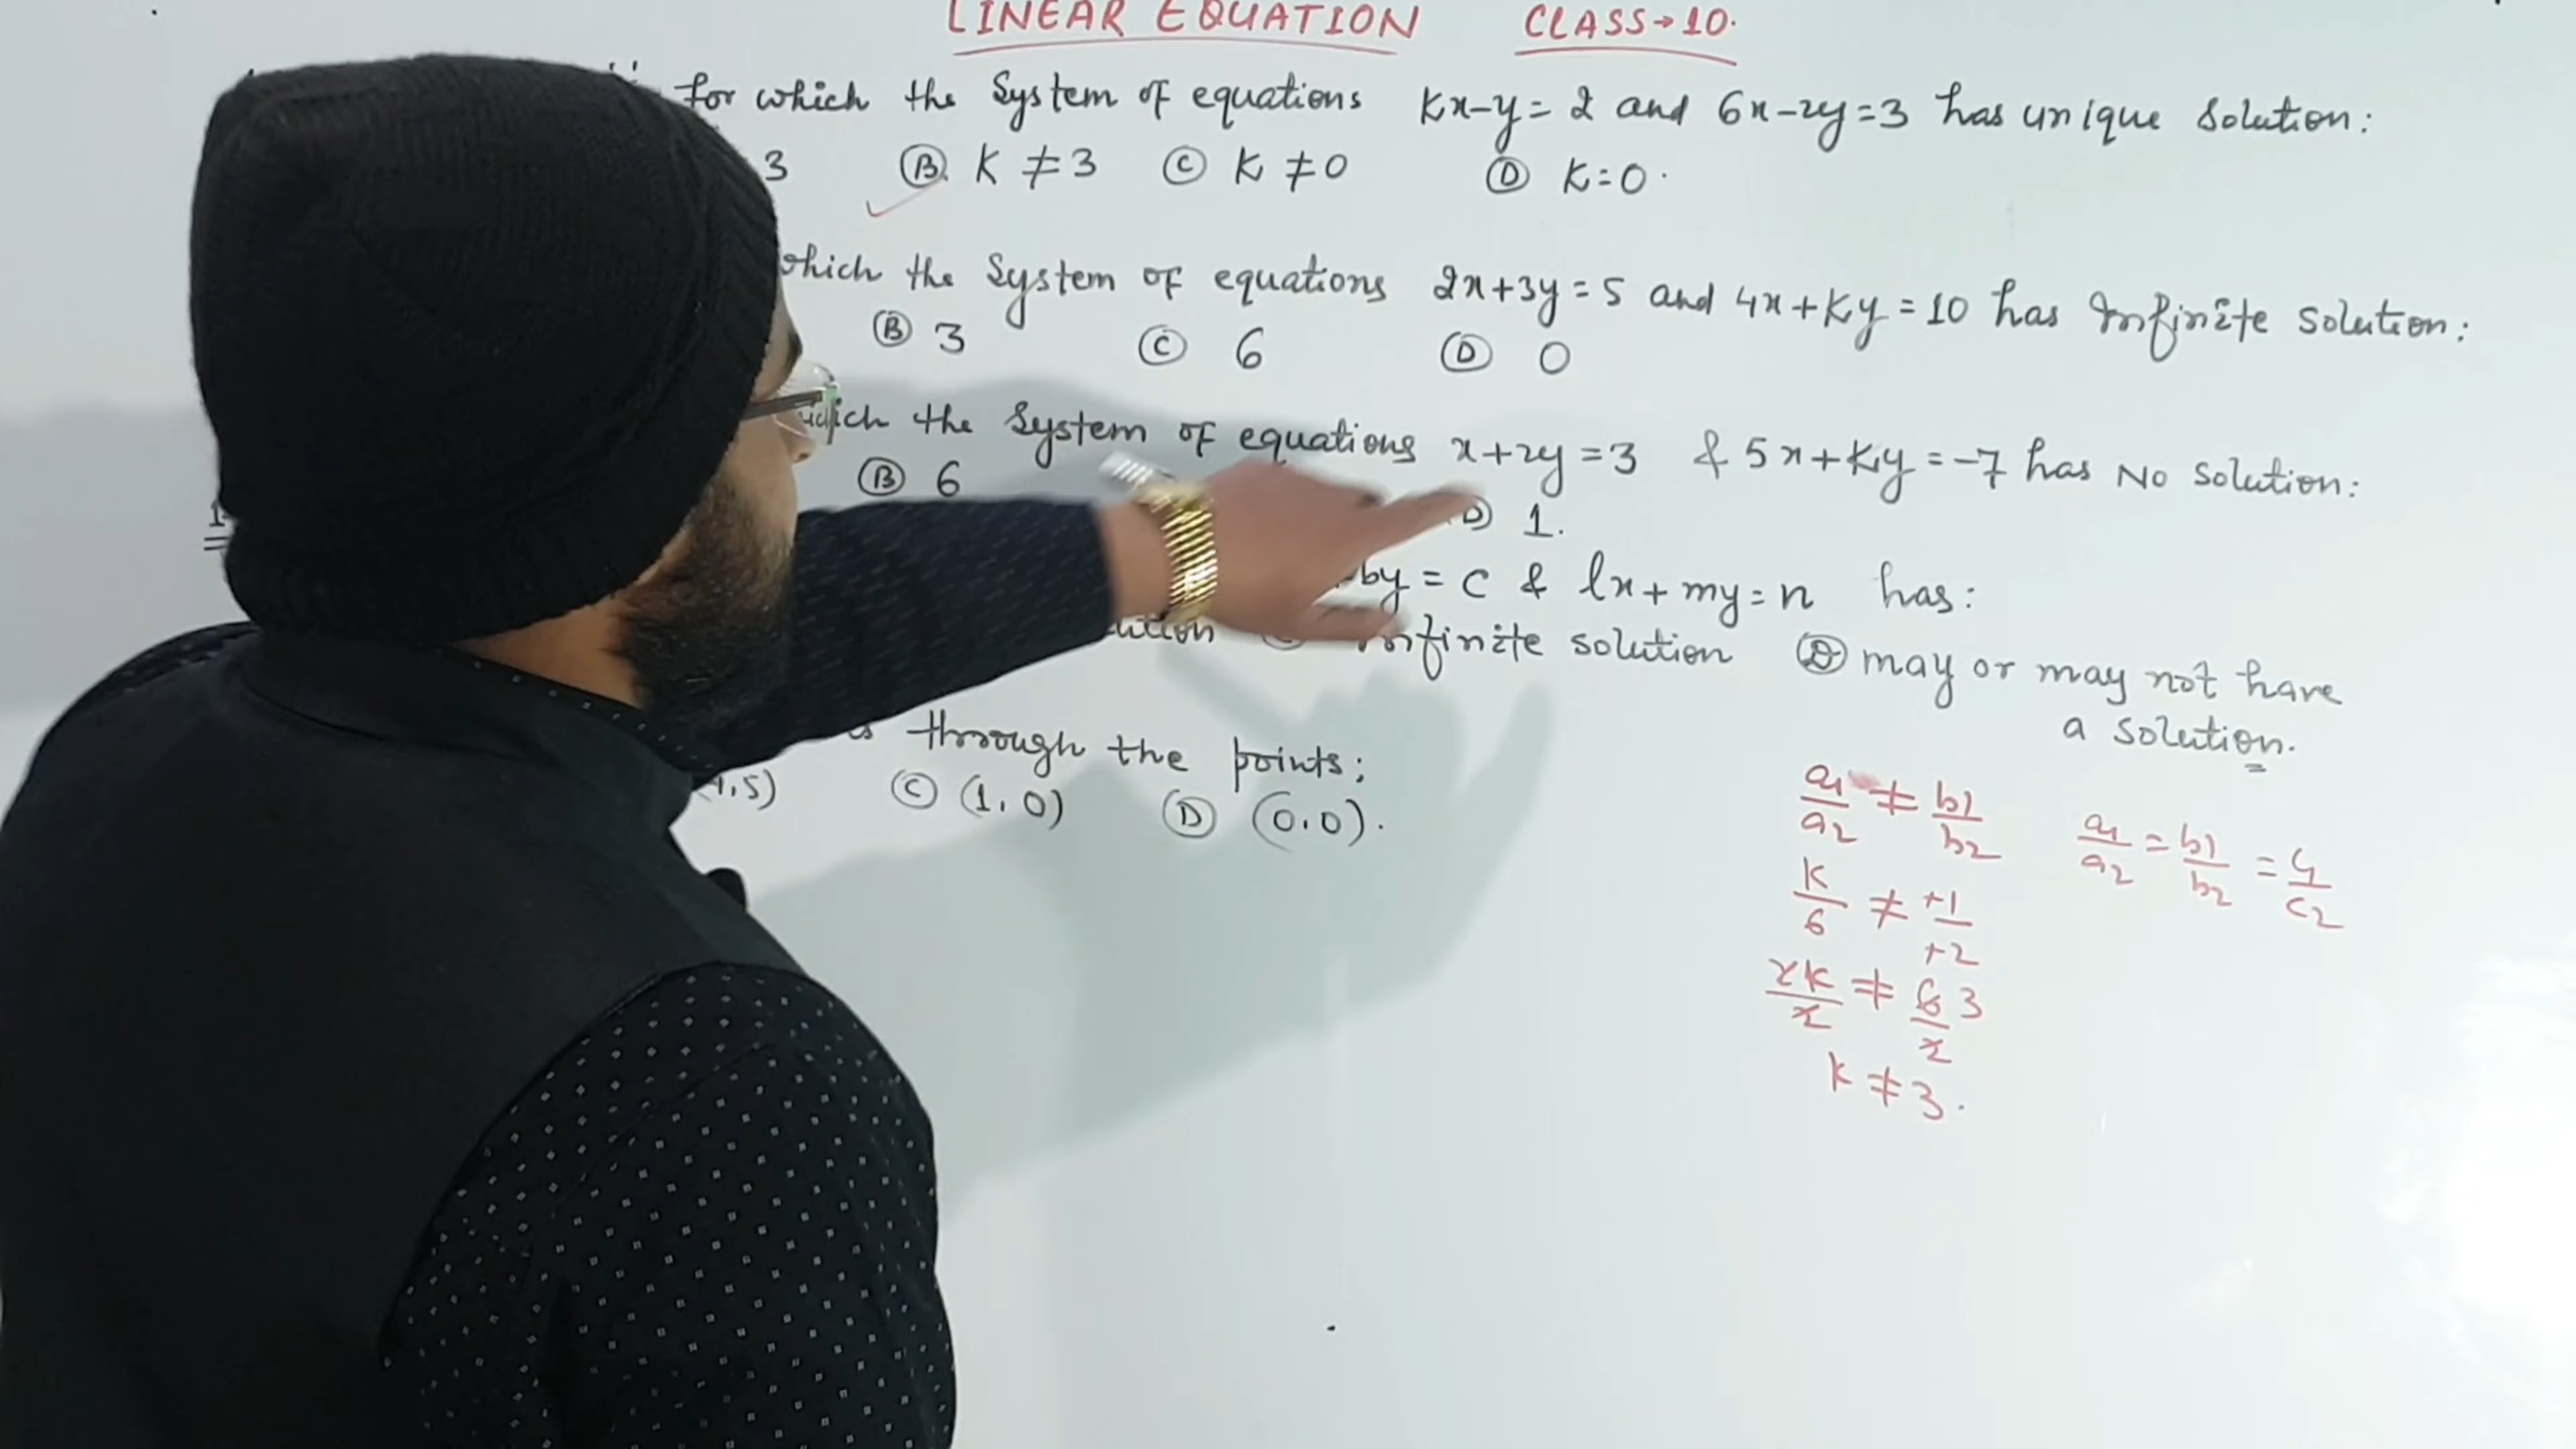 LINEAR EQUATION CLASS→10.
for which the System of equations Kx-y=2 and 6x-2y=3 has unique Solution:
3 Ⓑ K≠3 Ⓒ K≠0 Ⓓ K=0.
which the System of equations 2x+3y=5 and 4x+Ky=10 has Infinite Solution:
Ⓑ 3 Ⓒ 6 Ⓓ 0
which the System of equations x+2y=3 & 5x+Ky=-7 has No Solution:
Ⓑ 6 Ⓓ 1.
by=c & lx+my=n has:
Infinite solution Ⓓ may or may not have
a solution.
through the points;
,5) Ⓒ (1,0) Ⓓ (0,0).
a1/a2 ≠ b1/b2 a1/a2 = b1/b2 = c1/c2
K/6 ≠ +1/+2
2K/2 ≠ 6/2 3
K≠3.